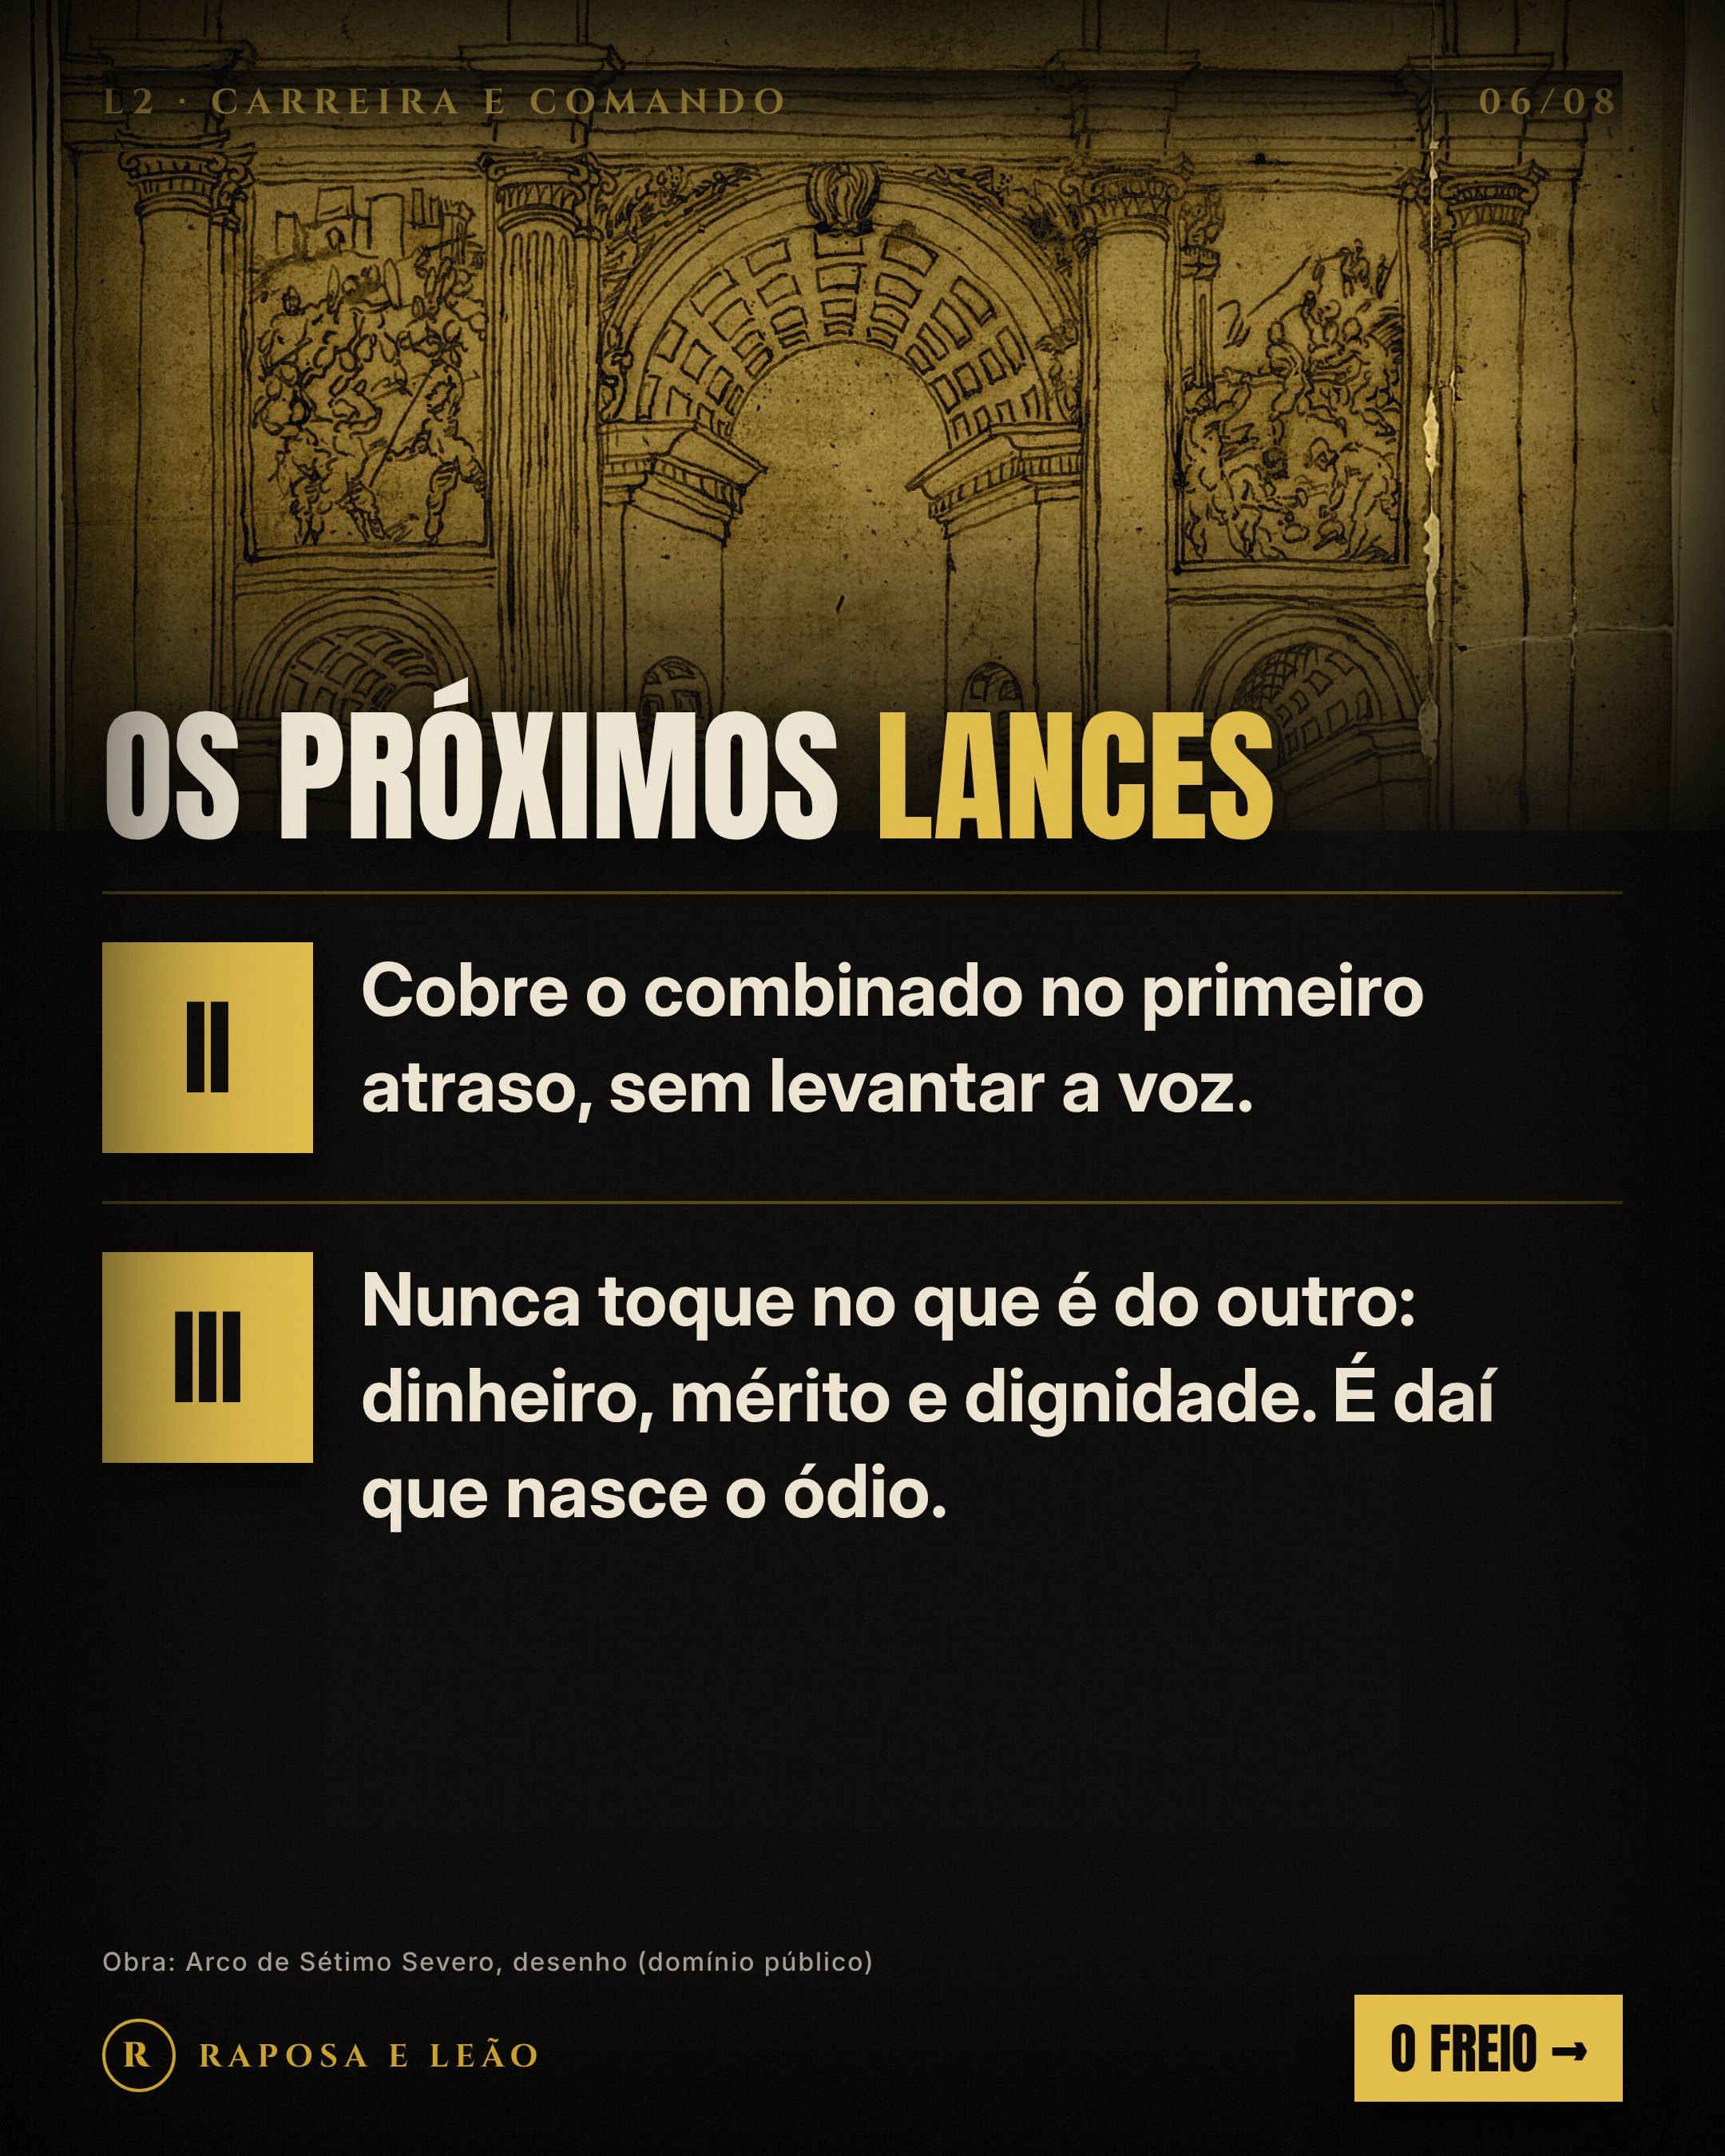 L2 · CARREIRA E COMANDO
06/08
OS PRÓXIMOS LANCES
II
Cobre o combinado no primeiro
atraso, sem levantar a voz.
III
Nunca toque no que é do outro:
dinheiro, mérito e dignidade. É daí
que nasce o ódio.
Obra: Arco de Sétimo Severo, desenho (domínio público)
R RAPOSA E LEÃO
O FREIO →